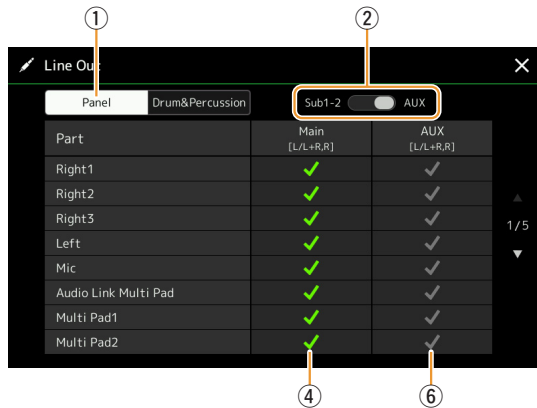 ① ②
Line Out
Panel Drum&Percussion Sub1-2 AUX
Part Main [L/L+R,R] AUX [L/L+R,R]
Right1
Right2
Right3
Left
Mic
Audio Link Multi Pad
Multi Pad1
Multi Pad2
1/5
④ ⑥